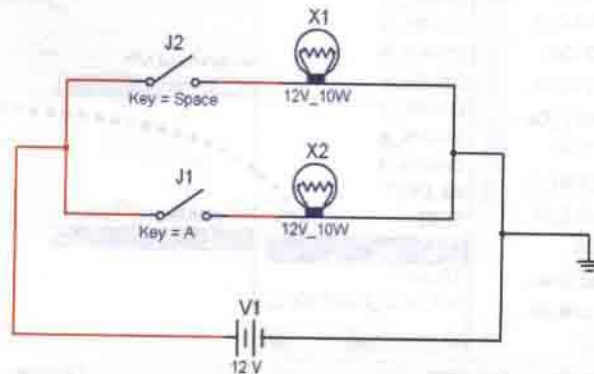 X1
J2
Key = Space
12V_10W
X2
J1
Key = A
12V_10W
V1
12 V